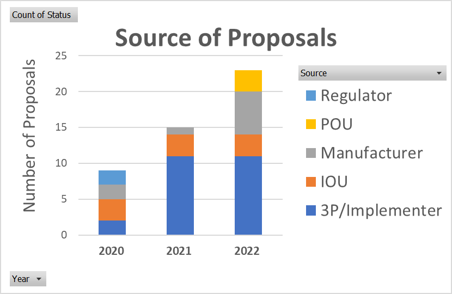 Count of Status
Source of Proposals
Number of Proposals
25
20
15
10
5
0
2020
2021
2022
Source
Regulator
POU
Manufacturer
IOU
3P/Implementer
Year